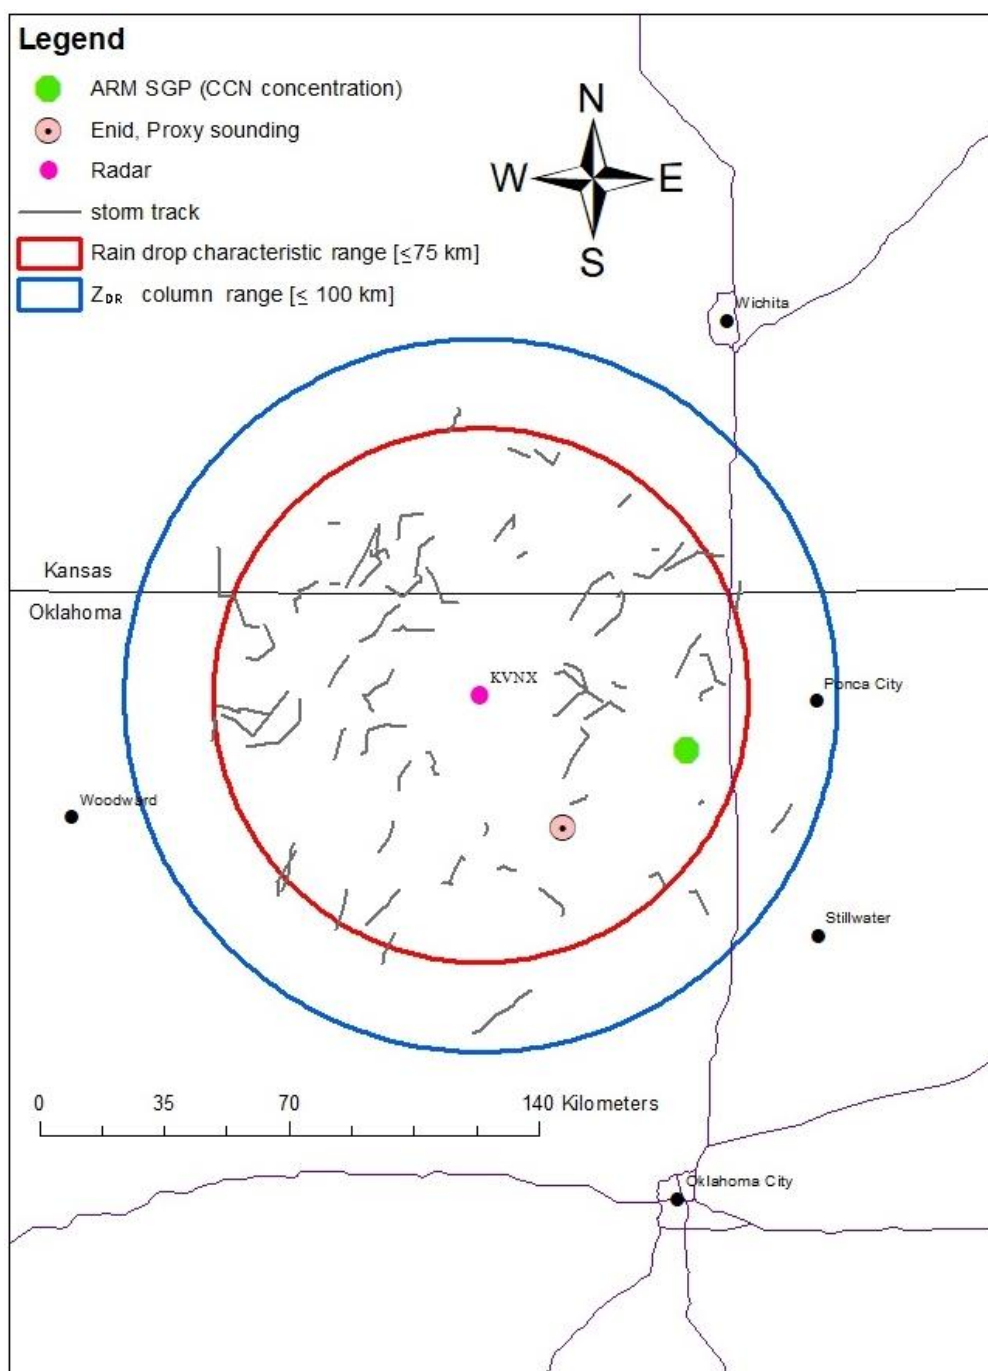 Legend
ARM SGP (CCN concentration)
Enid, Proxy sounding
Radar
storm track
Rain drop characteristic range [≤75 km]
ZDR column range [≤ 100 km]
N
W E
S
Wichita
Kansas
Oklahoma
KVNX
Ponca City
Woodward
Stillwater
0 35 70 140 Kilometers
Oklahoma City